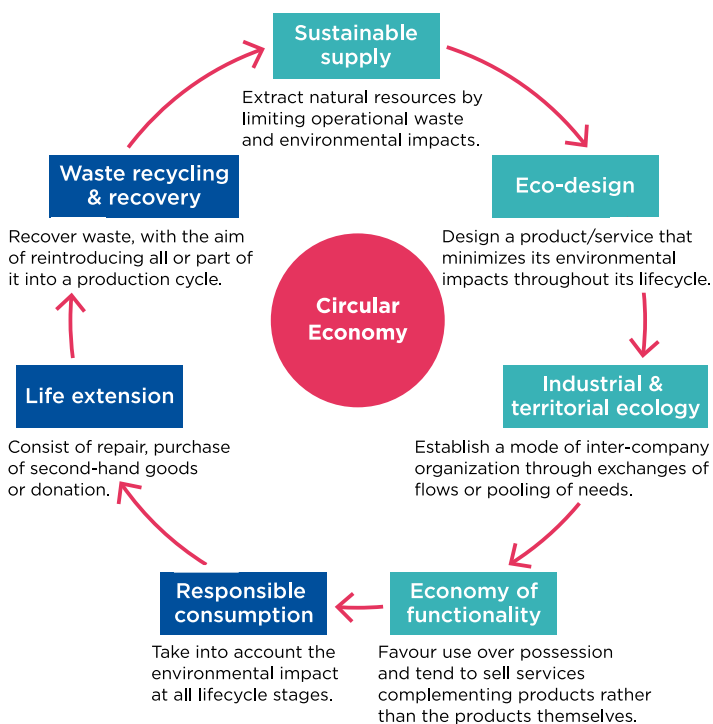 Sustainable
supply
Extract natural resources by
limiting operational waste
and environmental impacts.
Eco-design
Design a product/service that
minimizes its environmental
impacts throughout its lifecycle.
Industrial &
territorial ecology
Establish a mode of inter-company
organization through exchanges of
flows or pooling of needs.
Economy of
functionality
Favour use over possession
and tend to sell services
complementing products rather
than the products themselves.
Responsible
consumption
Take into account the
environmental impact
at all lifecycle stages.
Life extension
Consist of repair, purchase
of second-hand goods
or donation.
Waste recycling
& recovery
Recover waste, with the aim
of reintroducing all or part of
it into a production cycle.
Circular
Economy